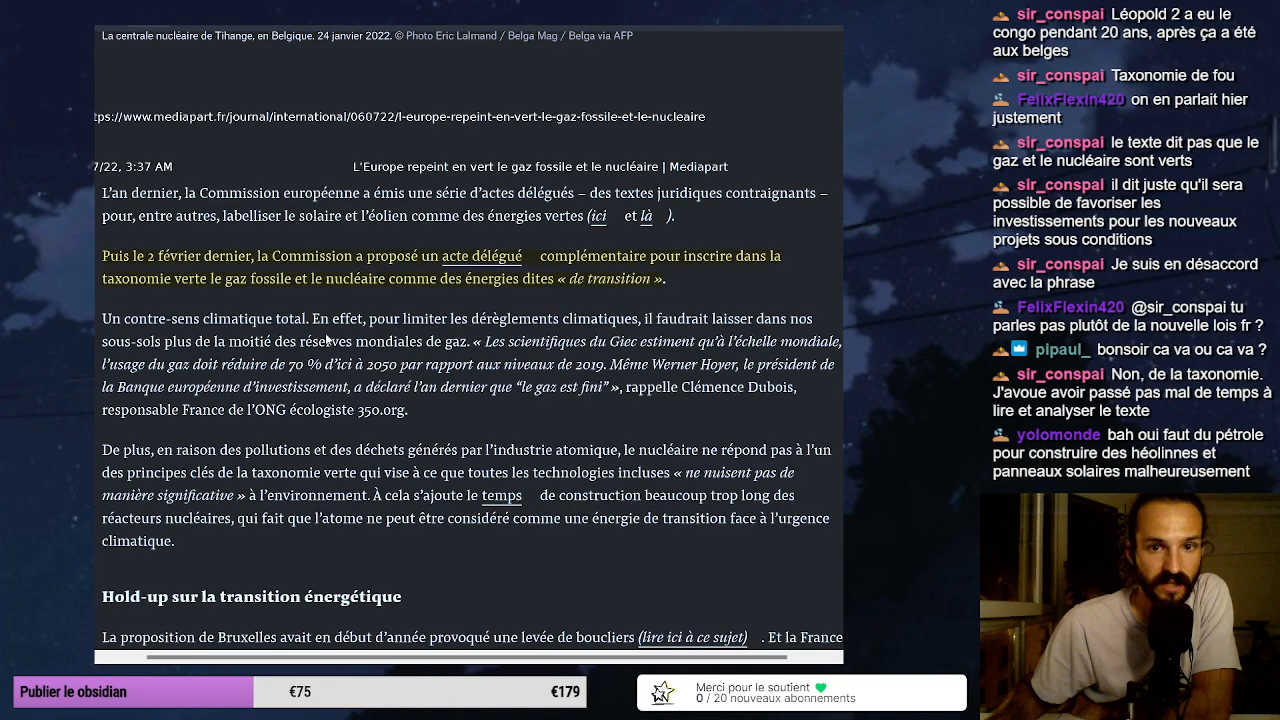 La centrale nucléaire de Tihange, en Belgique. 24 janvier 2022. © Photo Eric Lalmand / Belga Mag / Belga via AFP
tps://www.mediapart.fr/journal/international/060722/l-europe-repeint-en-vert-le-gaz-fossile-et-le-nucleaire
7/22, 3:37 AM
L'Europe repeint en vert le gaz fossile et le nucléaire | Mediapart
L'an dernier, la Commission européenne a émis une série d'actes délégués – des textes juridiques contraignants –
pour, entre autres, labelliser le solaire et l'éolien comme des énergies vertes (ici et là ).
Puis le 2 février dernier, la Commission a proposé un acte délégué complémentaire pour inscrire dans la
taxonomie verte le gaz fossile et le nucléaire comme des énergies dites « de transition ».
Un contre-sens climatique total. En effet, pour limiter les dérèglements climatiques, il faudrait laisser dans nos
sous-sols plus de la moitié des réserves mondiales de gaz. « Les scientifiques du Giec estiment qu'à l'échelle mondiale,
l'usage du gaz doit réduire de 70 % d'ici à 2050 par rapport aux niveaux de 2019. Même Werner Hoyer, le président de
la Banque européenne d'investissement, a déclaré l'an dernier que "le gaz est fini" », rappelle Clémence Dubois,
responsable France de l'ONG écologiste 350.org.
De plus, en raison des pollutions et des déchets générés par l'industrie atomique, le nucléaire ne répond pas à l'un
des principes clés de la taxonomie verte qui vise à ce que toutes les technologies incluses « ne nuisent pas de
manière significative » à l'environnement. À cela s'ajoute le temps de construction beaucoup trop long des
réacteurs nucléaires, qui fait que l'atome ne peut être considéré comme une énergie de transition face à l'urgence
climatique.
Hold-up sur la transition énergétique
La proposition de Bruxelles avait en début d'année provoqué une levée de boucliers (lire ici à ce sujet) . Et la France
sir_conspai Léopold 2 a eu le
congo pendant 20 ans, après ça a été
aux belges
sir_conspai Taxonomie de fou
FelixFlexin420 on en parlait hier
justement
sir_conspai le texte dit pas que le
gaz et le nucléaire sont verts
sir_conspai il dit juste qu'il sera
possible de favoriser les
investissements pour les nouveaux
projets sous conditions
sir_conspai Je suis en désaccord
avec la phrase
FelixFlexin420 @sir_conspai tu
parles pas plutôt de la nouvelle lois fr ?
pipaul_ bonsoir ca va ou ca va ?
sir_conspai Non, de la taxonomie.
J'avoue avoir passé pas mal de temps à
lire et analyser le texte
yolomonde bah oui faut du pétrole
pour construire des héolinnes et
panneaux solaires malheureusement
Publier le obsidian
€75
€179
Merci pour le soutient
0 / 20 nouveaux abonnements